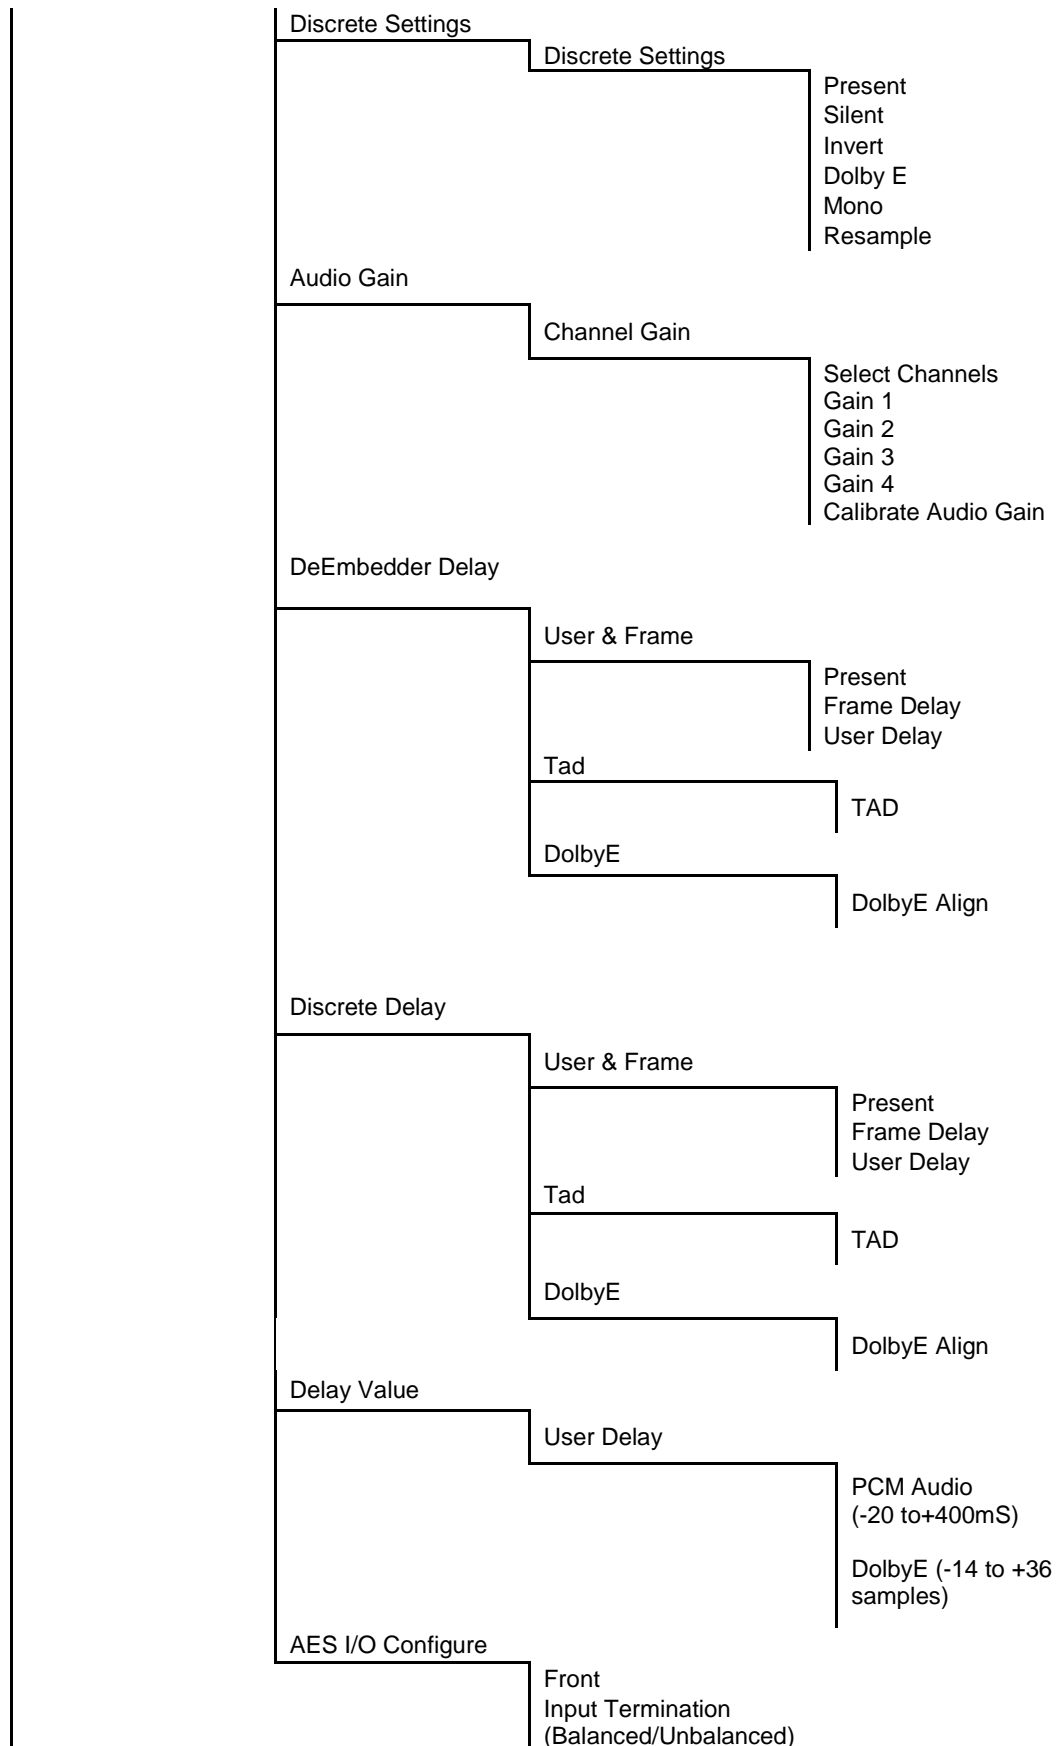 Discrete Settings
Discrete Settings
Present
Silent
Invert
Dolby E
Mono
Resample
Audio Gain
Channel Gain
Select Channels
Gain 1
Gain 2
Gain 3
Gain 4
Calibrate Audio Gain
DeEmbedder Delay
User & Frame
Present
Frame Delay
User Delay
Tad
TAD
DolbyE
DolbyE Align
Discrete Delay
User & Frame
Present
Frame Delay
User Delay
Tad
TAD
DolbyE
DolbyE Align
Delay Value
User Delay
PCM Audio
(-20 to+400mS)
DolbyE (-14 to +36
samples)
AES I/O Configure
Front
Input Termination
(Balanced/Unbalanced)